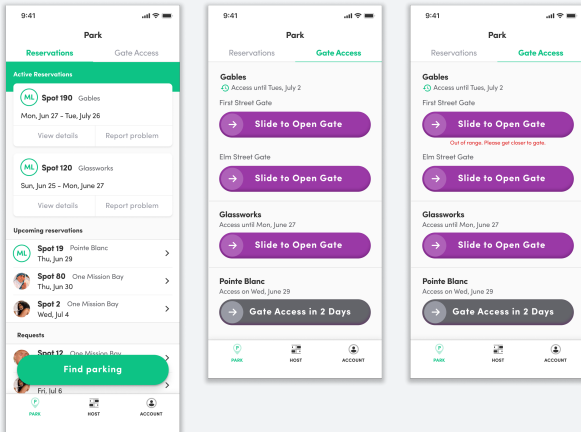 9:41
Park
Reservations Gate Access
Active Reservations
ML Spot 190 Gables
Mon, Jun 27 - Tue, July 26
View details Report problem
ML Spot 120 Glassworks
Sun, Jun 25 - Mon, June 27
View details Report problem
Upcoming reservations
ML Spot 19 Pointe Blanc
Thu, Jun 29
Spot 80 One Mission Bay
Thu, Jun 30
Spot 2 One Mission Bay
Wed, Jul 4
Requests
Spot 12 One Mission Bay
Find parking
Fri, Jul 6
P
PARK HOST ACCOUNT
9:41
Park
Reservations Gate Access
Gables
Access until Tues, July 2
First Street Gate
Slide to Open Gate
Elm Street Gate
Slide to Open Gate
Glassworks
Access until Mon, June 27
Slide to Open Gate
Pointe Blanc
Access on Wed, June 29
Gate Access in 2 Days
P
PARK HOST ACCOUNT
9:41
Park
Reservations Gate Access
Gables
Access until Tues, July 2
First Street Gate
Slide to Open Gate
Out of range. Please get closer to gate.
Elm Street Gate
Slide to Open Gate
Glassworks
Access until Mon, June 27
Slide to Open Gate
Pointe Blanc
Access on Wed, June 29
Gate Access in 2 Days
P
PARK HOST ACCOUNT